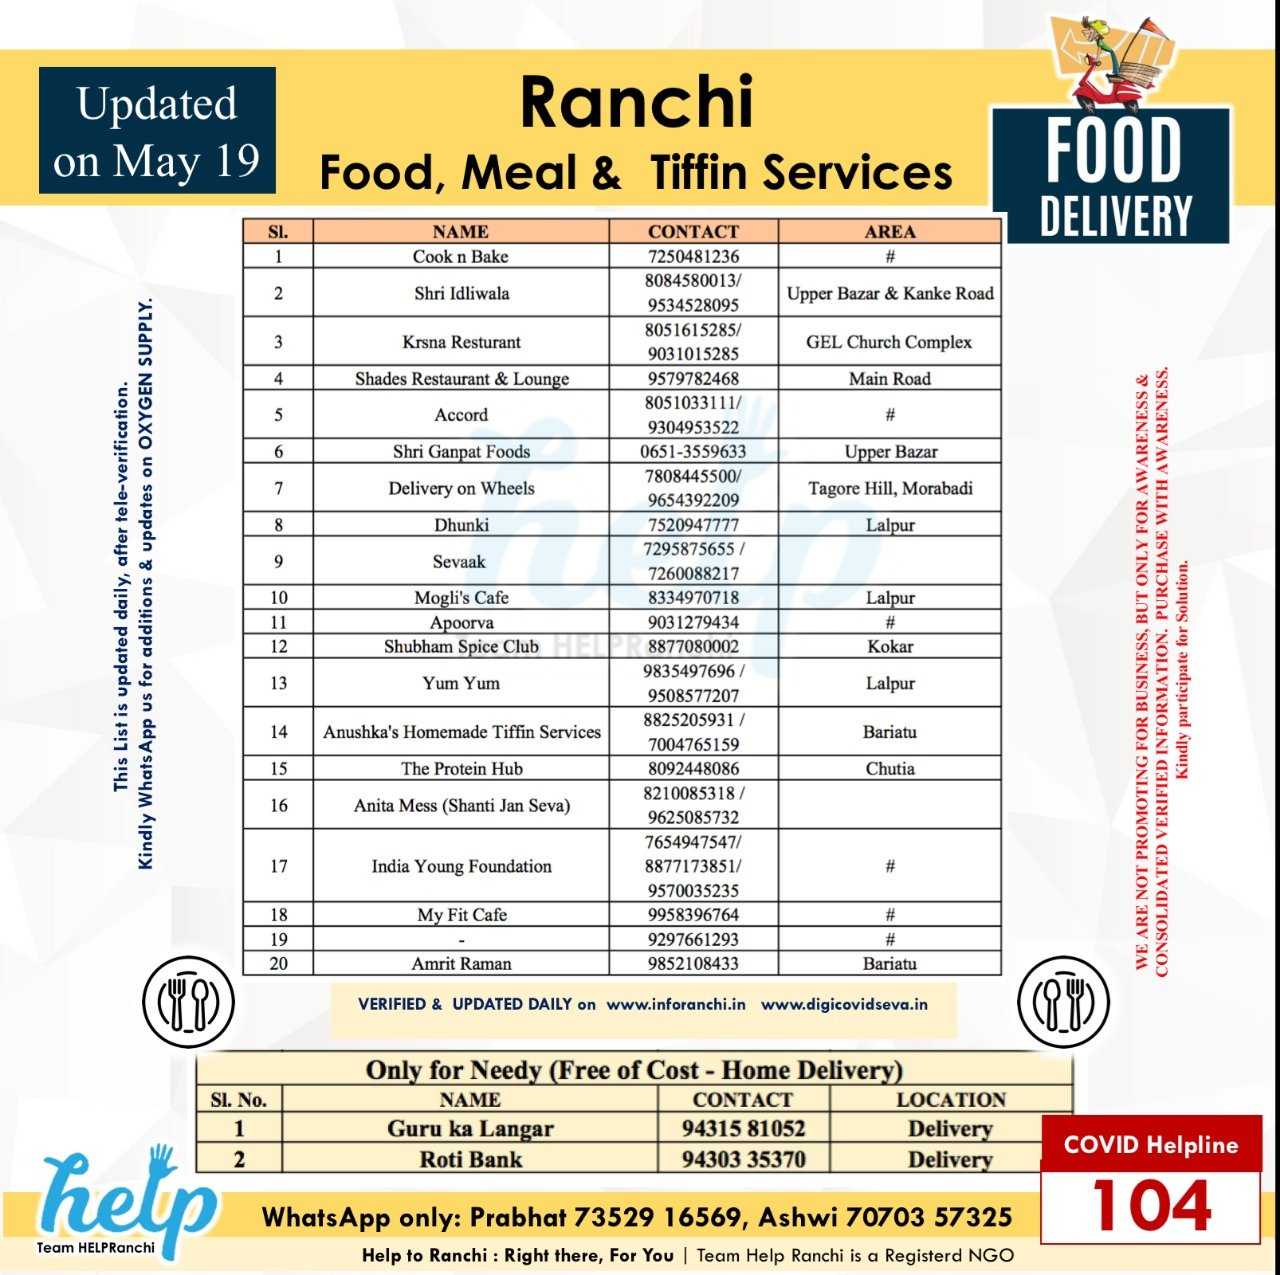 Updated
on May 19
Ranchi
Food, Meal & Tiffin Services
FOOD
DELIVERY
Sl. NAME CONTACT AREA
1 Cook n Bake 7250481236 #
2 Shri Idliwala 8084580013/ 9534528095 Upper Bazar & Kanke Road
3 Krsna Resturant 8051615285/ 9031015285 GEL Church Complex
4 Shades Restaurant & Lounge 9579782468 Main Road
5 Accord 8051033111/ 9304953522 #
6 Shri Ganpat Foods 0651-3559633 Upper Bazar
7 Delivery on Wheels 7808445500/ 9654392209 Tagore Hill, Morabadi
8 Dhunki 7520947777 Lalpur
9 Sevaak 7295875655 / 7260088217
10 Mogli's Cafe 8334970718 Lalpur
11 Apoorva 9031279434 #
12 Shubham Spice Club 8877080002 Kokar
13 Yum Yum 9835497696 / 9508577207 Lalpur
14 Anushka's Homemade Tiffin Services 8825205931 / 7004765159 Bariatu
15 The Protein Hub 8092448086 Chutia
16 Anita Mess (Shanti Jan Seva) 8210085318 / 9625085732
17 India Young Foundation 7654947547/ 8877173851/ 9570035235 #
18 My Fit Cafe 9958396764 #
19 - 9297661293 #
20 Amrit Raman 9852108433 Bariatu
help
Team HELPRanchi
This List is updated daily, after tele-verification.
Kindly WhatsApp us for additions & updates on OXYGEN SUPPLY.
WE ARE NOT PROMOTING FOR BUSINESS, BUT ONLY FOR AWARENESS &
CONSOLIDATED VERIFIED INFORMATION. PURCHASE WITH AWARENESS.
Kindly participate for Solution.
VERIFIED & UPDATED DAILY on www.inforanchi.in www.digicovidseva.in
Only for Needy (Free of Cost - Home Delivery)
Sl. No. NAME CONTACT LOCATION
1 Guru ka Langar 94315 81052 Delivery
2 Roti Bank 94303 35370 Delivery
COVID Helpline
104
help
Team HELPRanchi
WhatsApp only: Prabhat 73529 16569, Ashwi 70703 57325
Help to Ranchi : Right there, For You | Team Help Ranchi is a Registerd NGO